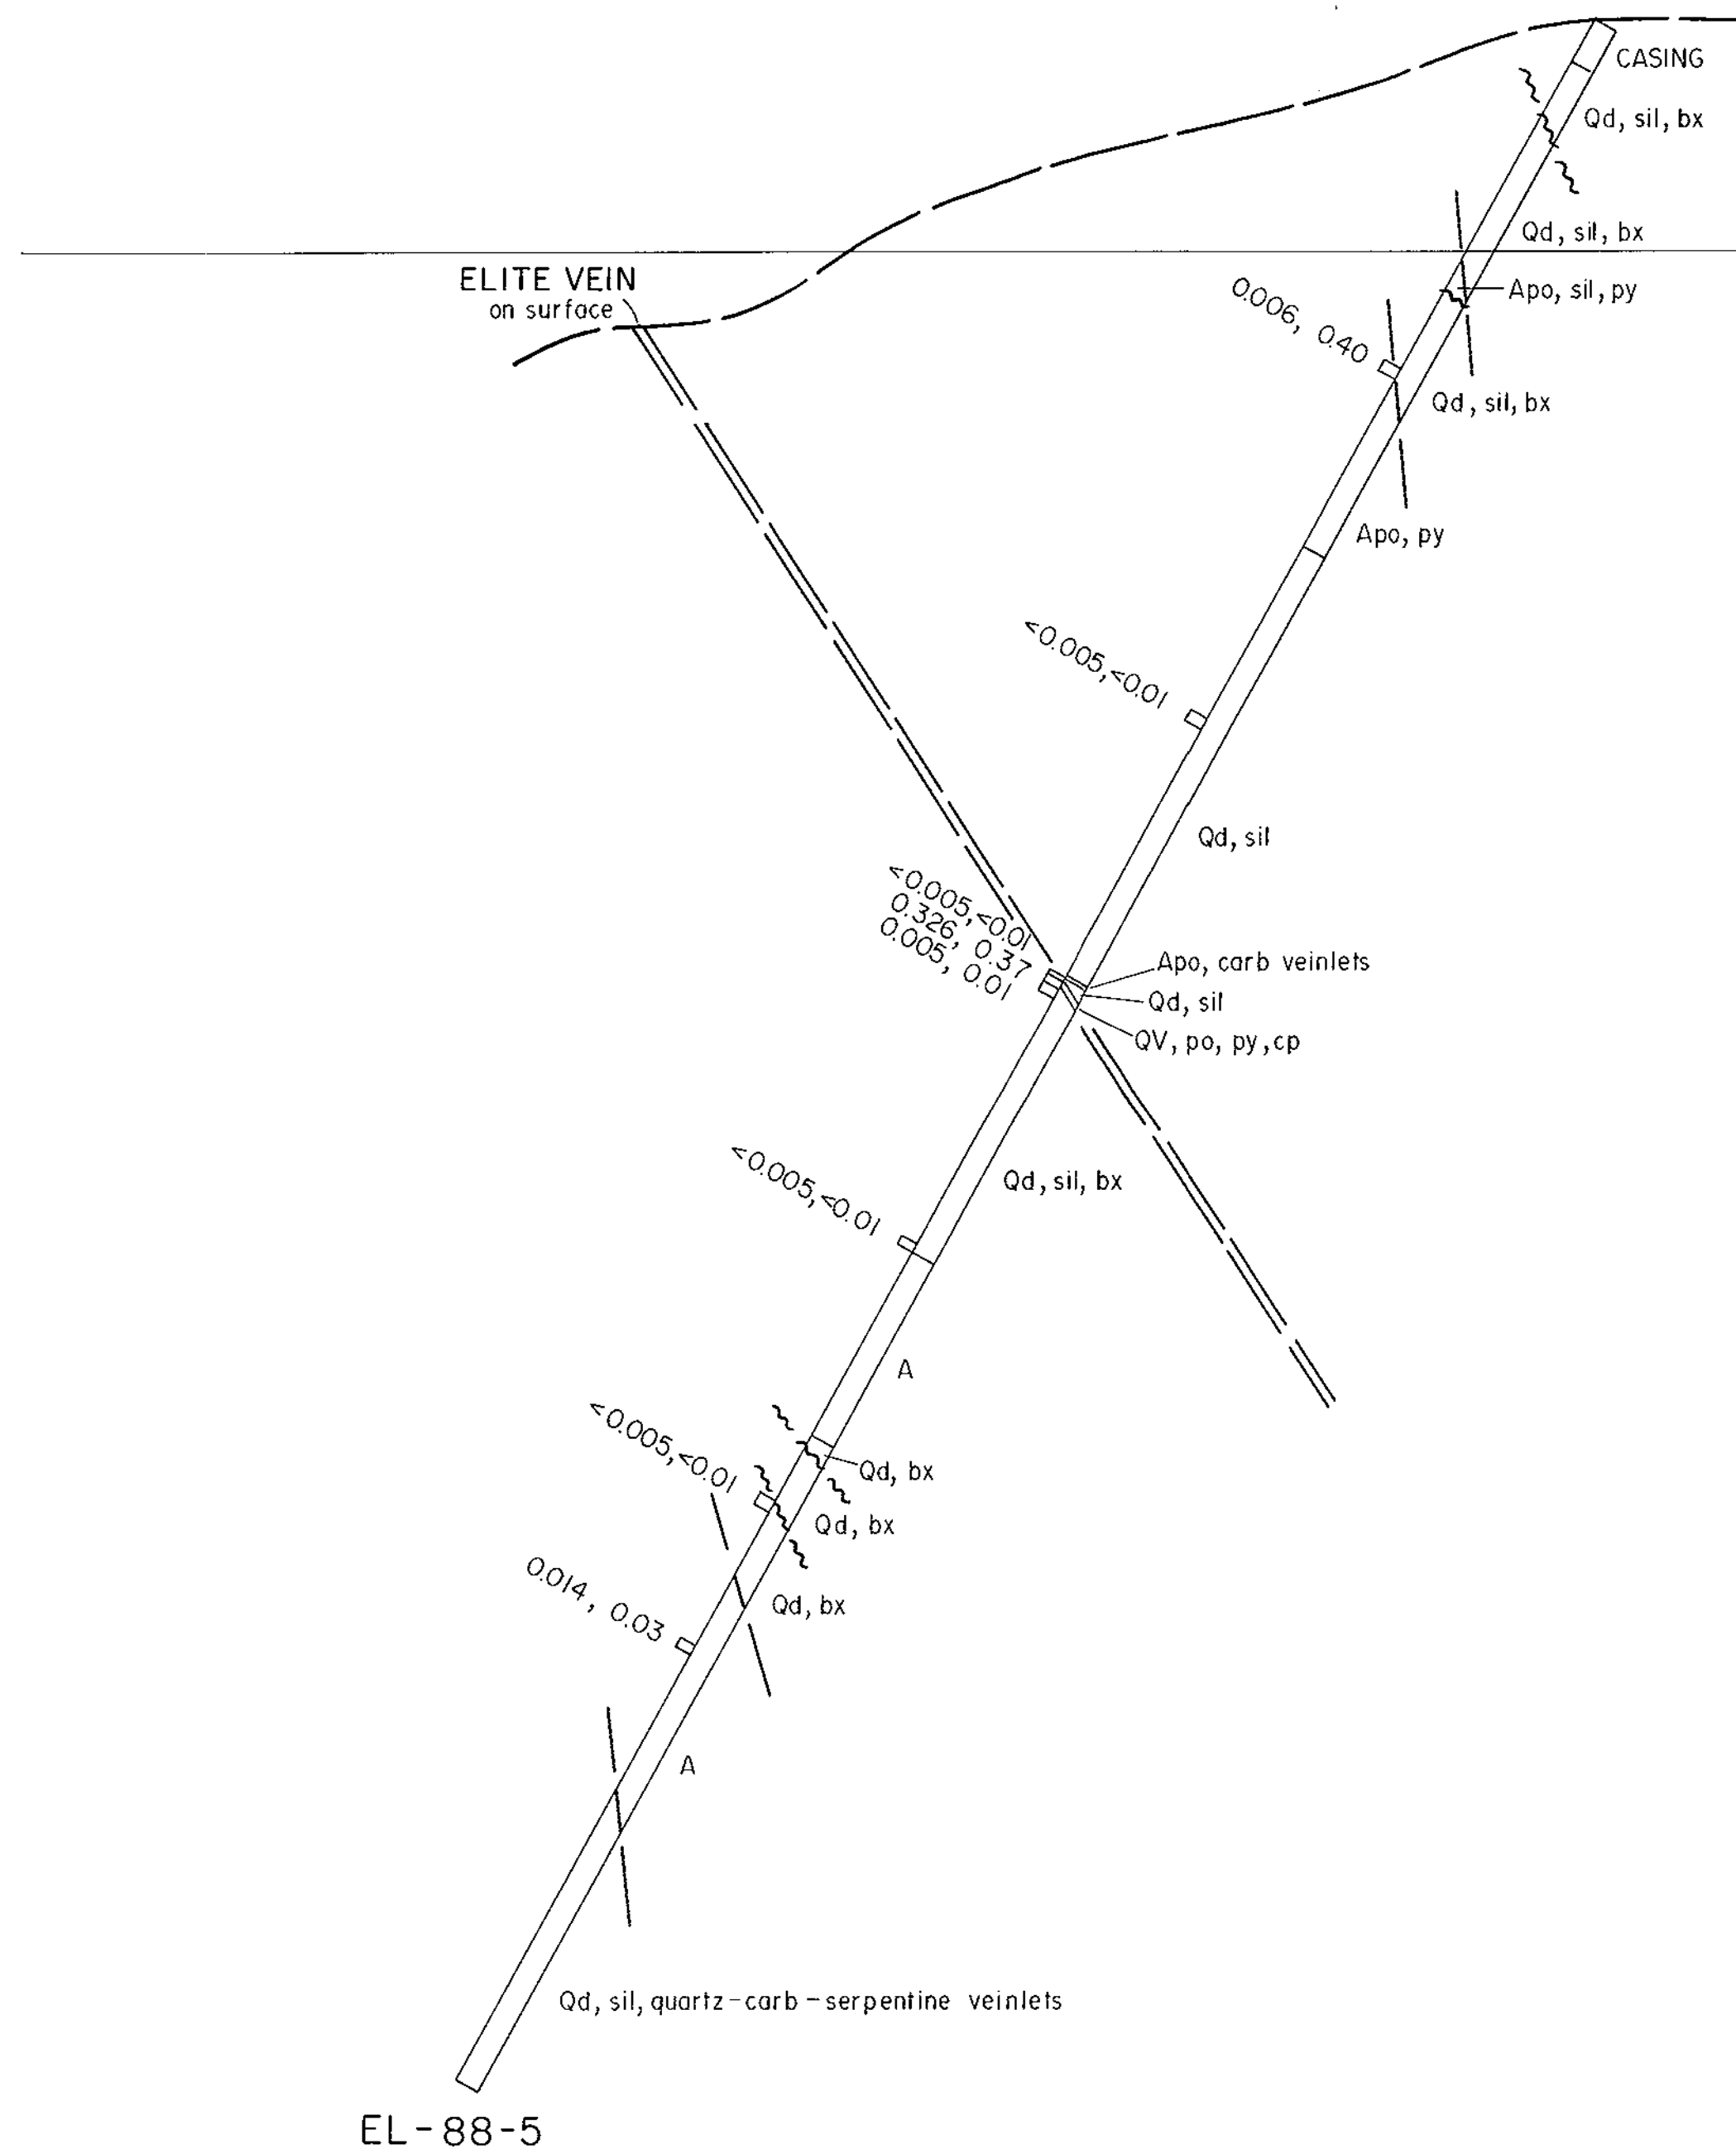 CASING
Qd, sil, bx
Qd, sil, bx
ELITE VEIN
on surface
Apo, sil, py
0.006, 0.40
Qd, sil, bx
Apo, py
<0.005,<0.01
Qd, sil
<0.005,<0.01
0.326, 0.37
0.005, 0.01
Apo, carb veinlets
Qd, sil
QV, po, py, cp
<0.005,<0.01
Qd, sil, bx
A
<0.005,<0.01
Qd, bx
Qd, bx
0.014, 0.03
Qd, bx
A
Qd, sil, quartz-carb-serpentine veinlets
EL-88-5